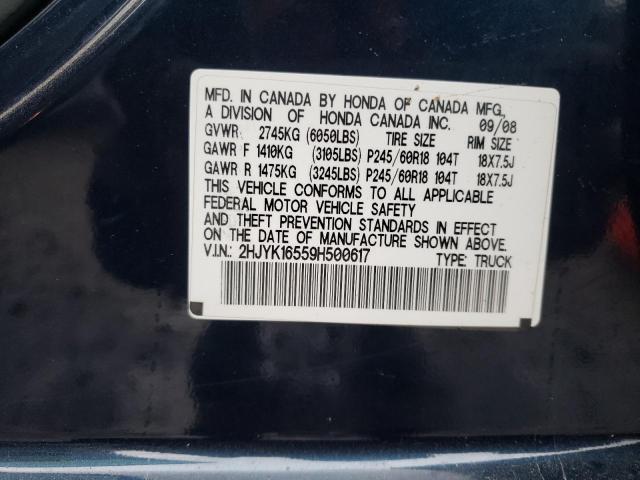 MFD. IN CANADA BY HONDA OF CANADA MFG.,
A DIVISION OF HONDA CANADA INC. 09/08
GVWR 2745KG (6050LBS) TIRE SIZE RIM SIZE
GAWR F 1410KG (3105LBS) P245/60R18 104T 18X7.5J
GAWR R 1475KG (3245LBS) P245/60R18 104T 18X7.5J
THIS VEHICLE CONFORMS TO ALL APPLICABLE
FEDERAL MOTOR VEHICLE SAFETY
AND THEFT PREVENTION STANDARDS IN EFFECT
ON THE DATE OF MANUFACTURE SHOWN ABOVE.
V.I.N.: 2HJYK16559H500617 TYPE: TRUCK